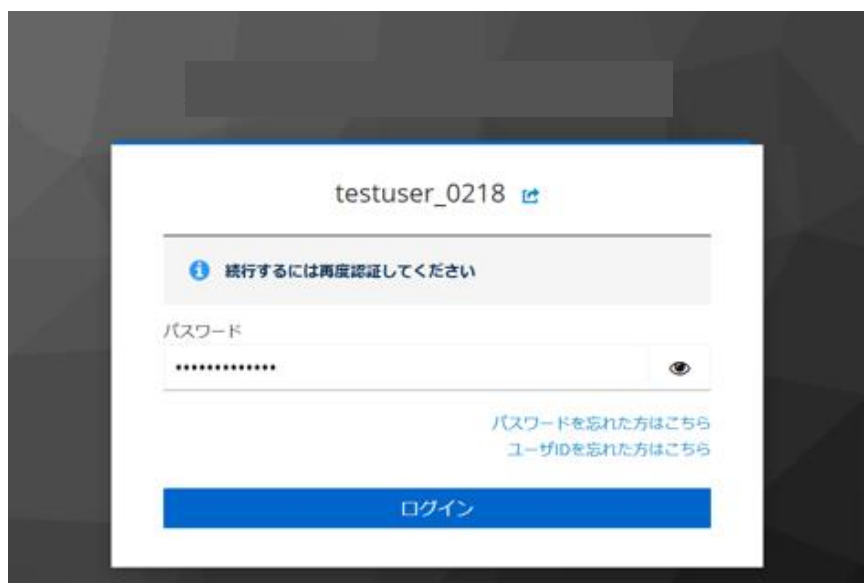 testuser_0218
続行するには再度認証してください
パスワード
•••••••••••••
パスワードを忘れた方はこちら
ユーザIDを忘れた方はこちら
ログイン